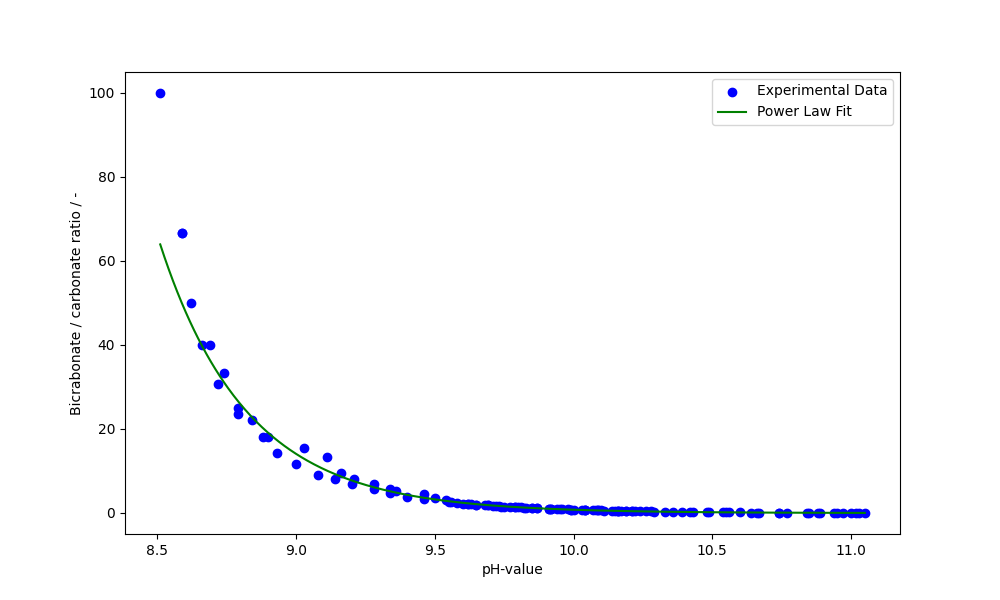 Experimental Data
Power Law Fit
100
80
60
40
20
0
Bicrabonate / carbonate ratio / -
8.5 9.0 9.5 10.0 10.5 11.0
pH-value